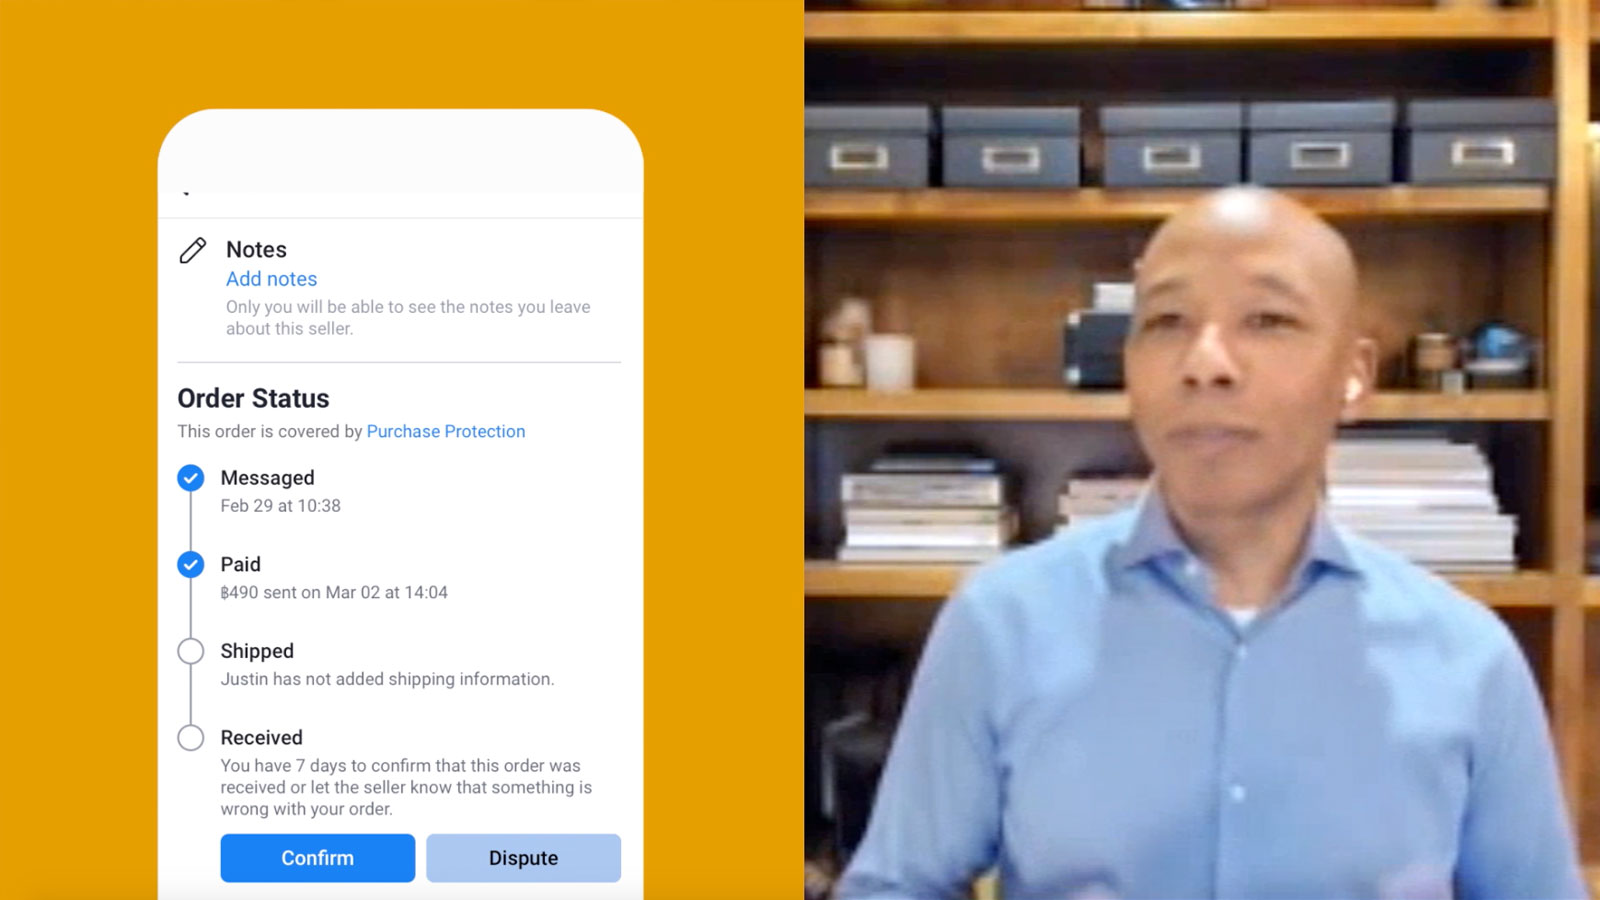 Notes
Add notes
Only you will be able to see the notes you leave
about this seller.
Order Status
This order is covered by Purchase Protection
Messaged
Feb 29 at 10:38
Paid
฿490 sent on Mar 02 at 14:04
Shipped
Justin has not added shipping information.
Received
You have 7 days to confirm that this order was
received or let the seller know that something is
wrong with your order.
Confirm
Dispute